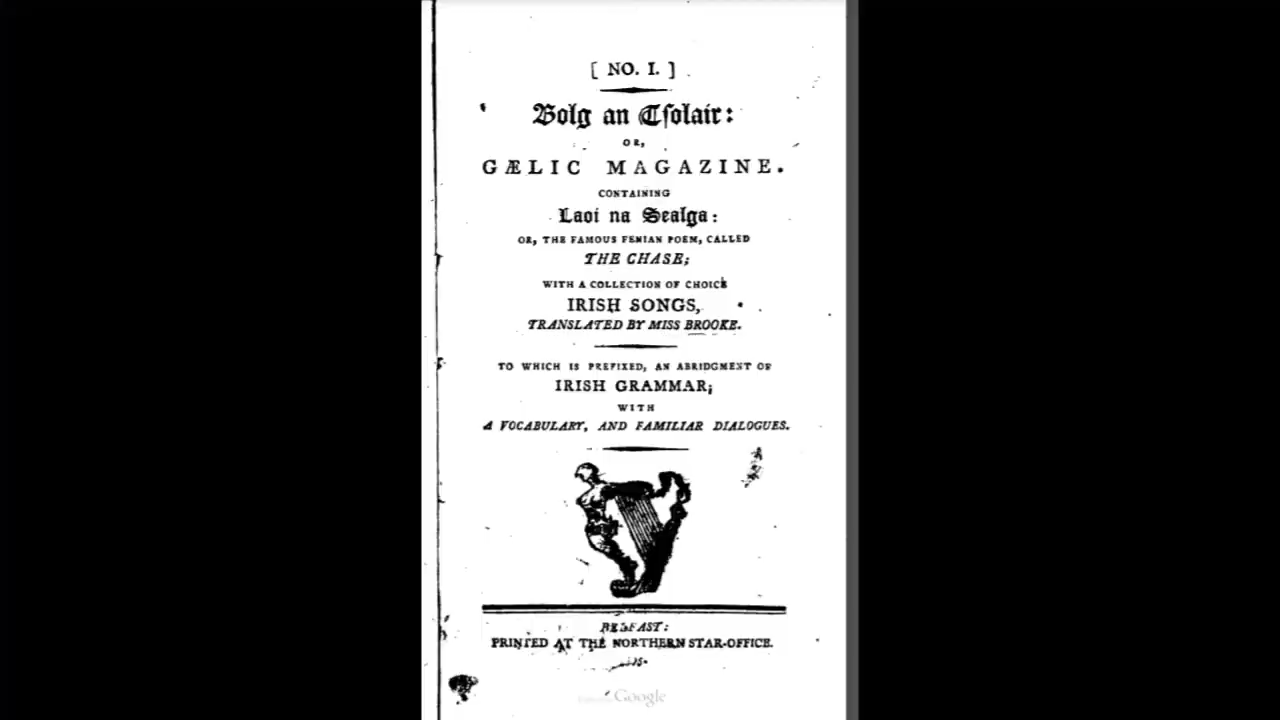 [ NO. I. ]
Bolg an Tſolair:
OR,
GÆLIC MAGAZINE.
CONTAINING
Laoi na Sealga:
OR, THE FAMOUS FENIAN POEM, CALLED
THE CHASE;
WITH A COLLECTION OF CHOICE
IRISH SONGS,
TRANSLATED BY MISS BROOKE.
TO WHICH IS PREFIXED, AN ABRIDGMENT OF
IRISH GRAMMAR;
WITH
A VOCABULARY, AND FAMILIAR DIALOGUES.
BELFAST:
PRINTED AT THE NORTHERN STAR-OFFICE.
Google